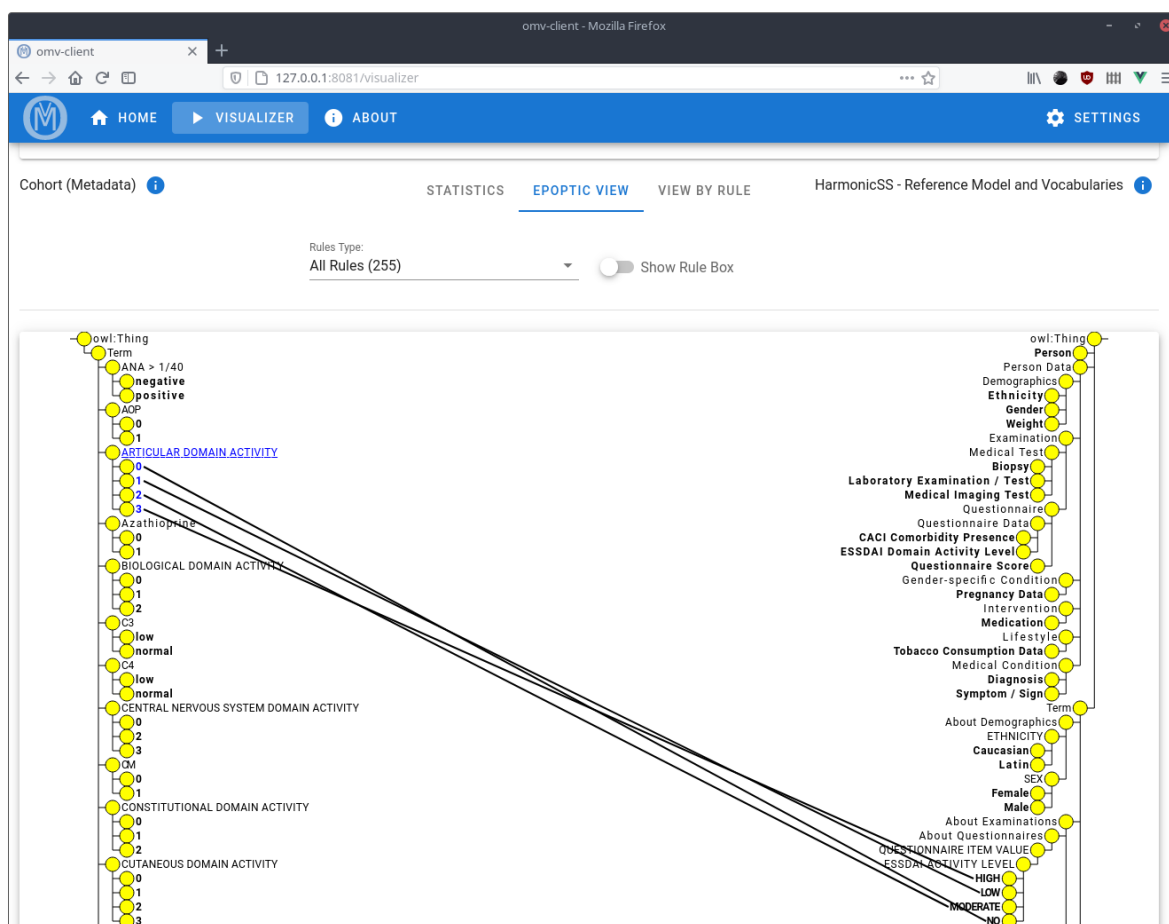 omv-client - Mozilla Firefox
omv-client
127.0.0.1:8081/visualizer
HOME
VISUALIZER
ABOUT
SETTINGS
Cohort (Metadata)
STATISTICS
EPOPTIC VIEW
VIEW BY RULE
HarmonicSS - Reference Model and Vocabularies
Rules Type:
All Rules (255)
Show Rule Box
owl:Thing
Term
ANA > 1/40
negative
positive
AOP
0
1
ARTICULAR DOMAIN ACTIVITY
0
1
2
3
Azathioprine
0
1
BIOLOGICAL DOMAIN ACTIVITY
0
1
2
C3
low
normal
C4
low
normal
CENTRAL NERVOUS SYSTEM DOMAIN ACTIVITY
0
2
3
CM
0
1
CONSTITUTIONAL DOMAIN ACTIVITY
0
1
2
CUTANEOUS DOMAIN ACTIVITY
0
1
2
3
owl:Thing
Person
Person Data
Demographics
Ethnicity
Gender
Weight
Examination
Medical Test
Biopsy
Laboratory Examination / Test
Medical Imaging Test
Questionnaire
Questionnaire Data
CACI Comorbidity Presence
ESSDAI Domain Activity Level
Questionnaire Score
Gender-specific Condition
Pregnancy Data
Intervention
Medication
Lifestyle
Tobacco Consumption Data
Medical Condition
Diagnosis
Symptom / Sign
Term
About Demographics
ETHNICITY
Caucasian
Latin
SEX
Female
Male
About Examinations
About Questionnaires
QUESTIONNAIRE ITEM VALUE
ESSDAI ACTIVITY LEVEL
HIGH
LOW
MODERATE
NO